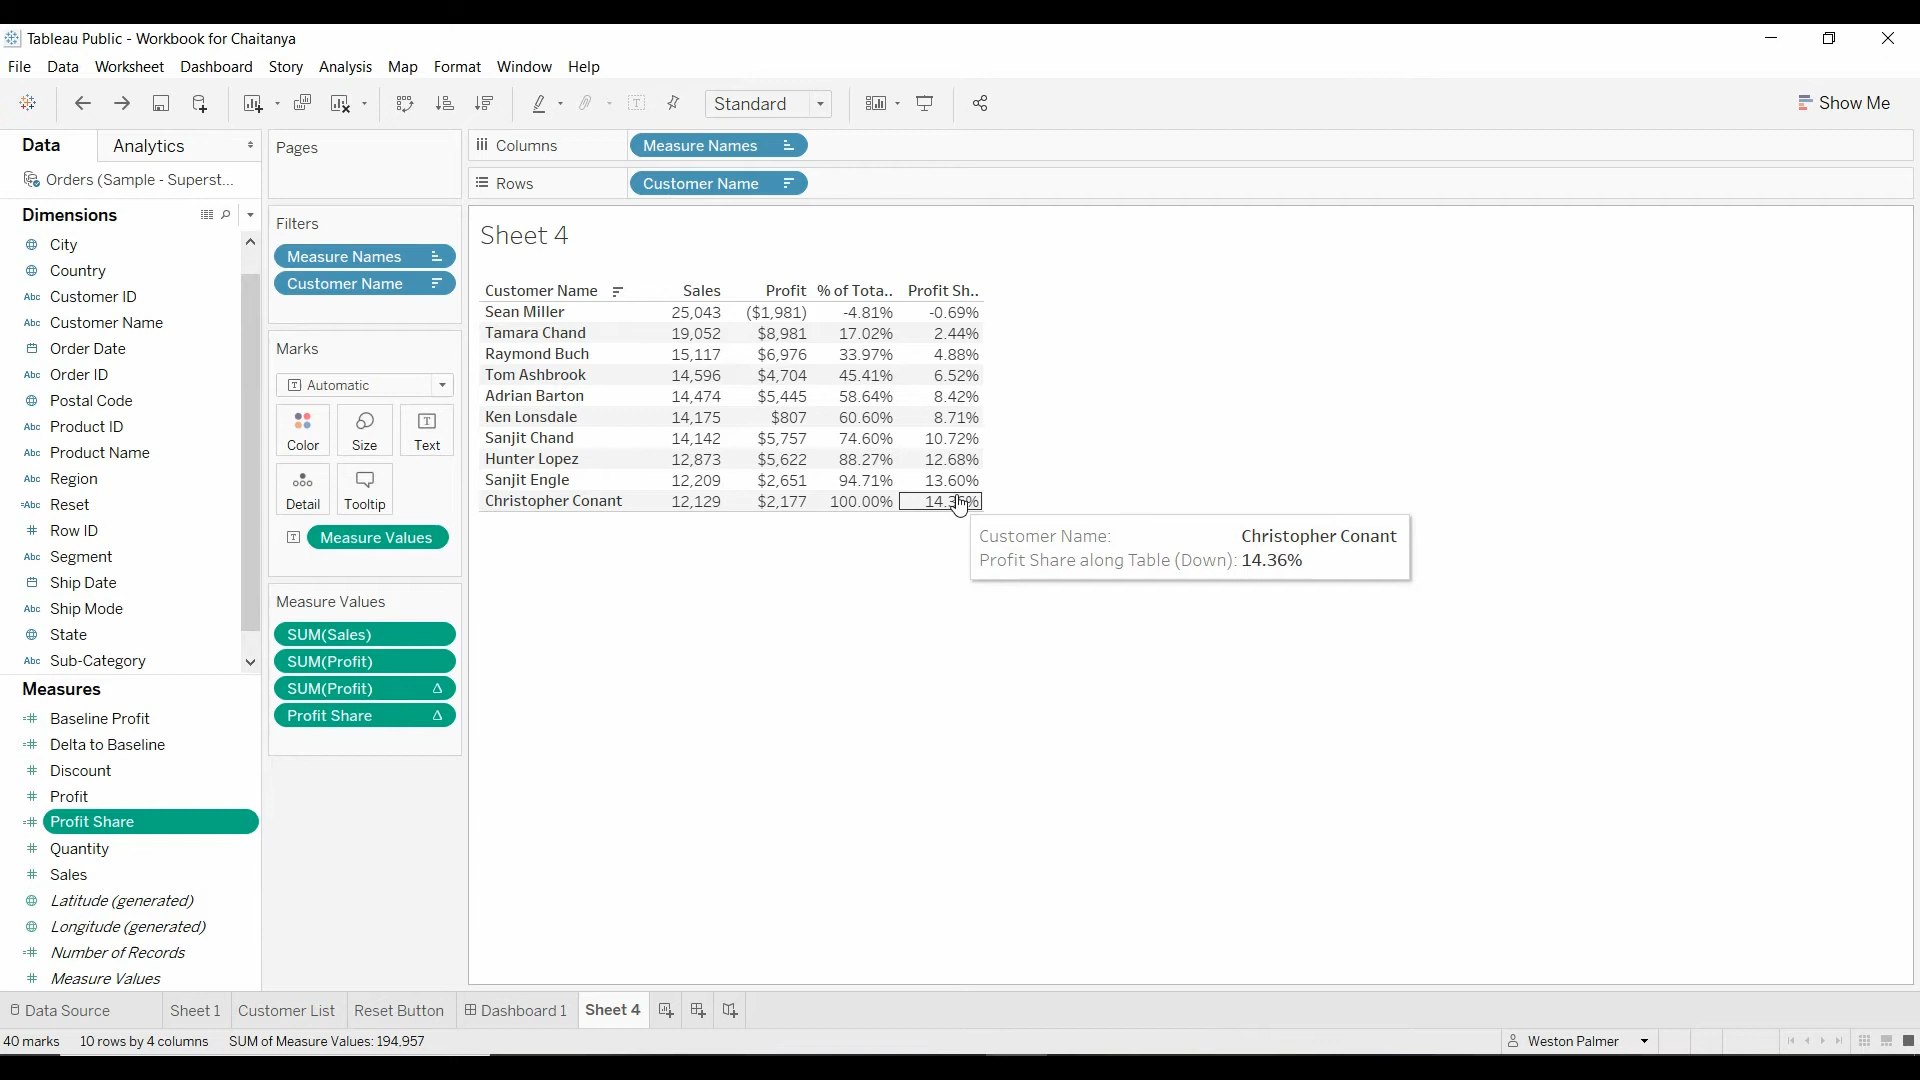 Tableau Public - Workbook for Chaitanya
File Data Worksheet Dashboard Story Analysis Map Format Window Help
Standard
Show Me
Data Analytics
Orders (Sample - Superst...
Dimensions
City
Country
Abc Customer ID
Abc Customer Name
Order Date
Abc Order ID
Postal Code
Abc Product ID
Abc Product Name
Abc Region
=Abc Reset
# Row ID
Abc Segment
Ship Date
Abc Ship Mode
State
Abc Sub-Category
Measures
=# Baseline Profit
=# Delta to Baseline
# Discount
# Profit
=# Profit Share
# Quantity
# Sales
Latitude (generated)
Longitude (generated)
=# Number of Records
# Measure Values
Pages
Filters
Measure Names
Customer Name
Marks
T Automatic
Color Size Text
Detail Tooltip
Measure Values
Measure Values
SUM(Sales)
SUM(Profit)
SUM(Profit) Δ
Profit Share Δ
Columns Measure Names
Rows Customer Name
Sheet 4
Customer Name Sales Profit % of Tota.. Profit Sh..
Sean Miller 25,043 ($1,981) -4.81% -0.69%
Tamara Chand 19,052 $8,981 17.02% 2.44%
Raymond Buch 15,117 $6,976 33.97% 4.88%
Tom Ashbrook 14,596 $4,704 45.41% 6.52%
Adrian Barton 14,474 $5,445 58.64% 8.42%
Ken Lonsdale 14,175 $807 60.60% 8.71%
Sanjit Chand 14,142 $5,757 74.60% 10.72%
Hunter Lopez 12,873 $5,622 88.27% 12.68%
Sanjit Engle 12,209 $2,651 94.71% 13.60%
Christopher Conant 12,129 $2,177 100.00% 14.36%
Customer Name: Christopher Conant
Profit Share along Table (Down): 14.36%
Data Source Sheet 1 Customer List Reset Button Dashboard 1 Sheet 4
40 marks 10 rows by 4 columns SUM of Measure Values: 194,957
Weston Palmer